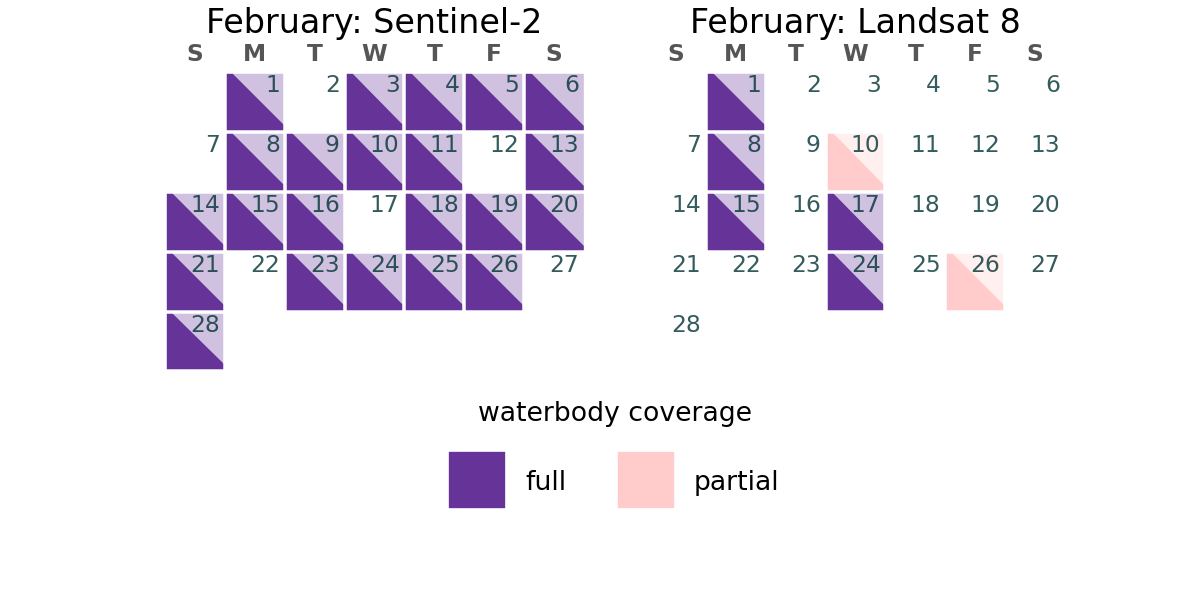 February: Sentinel-2
S M T W T F S
1 2 3 4 5 6
7 8 9 10 11 12 13
14 15 16 17 18 19 20
21 22 23 24 25 26 27
28
February: Landsat 8
S M T W T F S
1 2 3 4 5 6
7 8 9 10 11 12 13
14 15 16 17 18 19 20
21 22 23 24 25 26 27
28
waterbody coverage
full partial